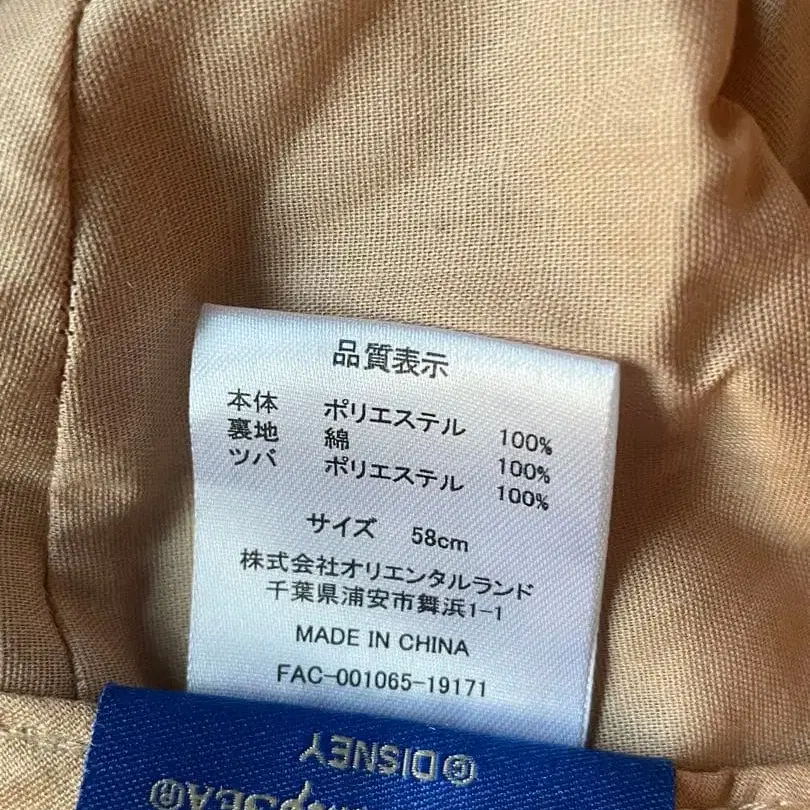 品質表示
本体 ポリエステル 100%
裏地 綿 100%
ツバ ポリエステル 100%
サイズ 58cm
株式会社オリエンタルランド
千葉県浦安市舞浜1-1
MADE IN CHINA
FAC-001065-19171
© DISNEY